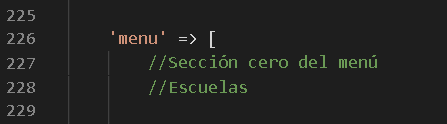 225
226 'menu' => [
227 //Sección cero del menú
228 //Escuelas
229